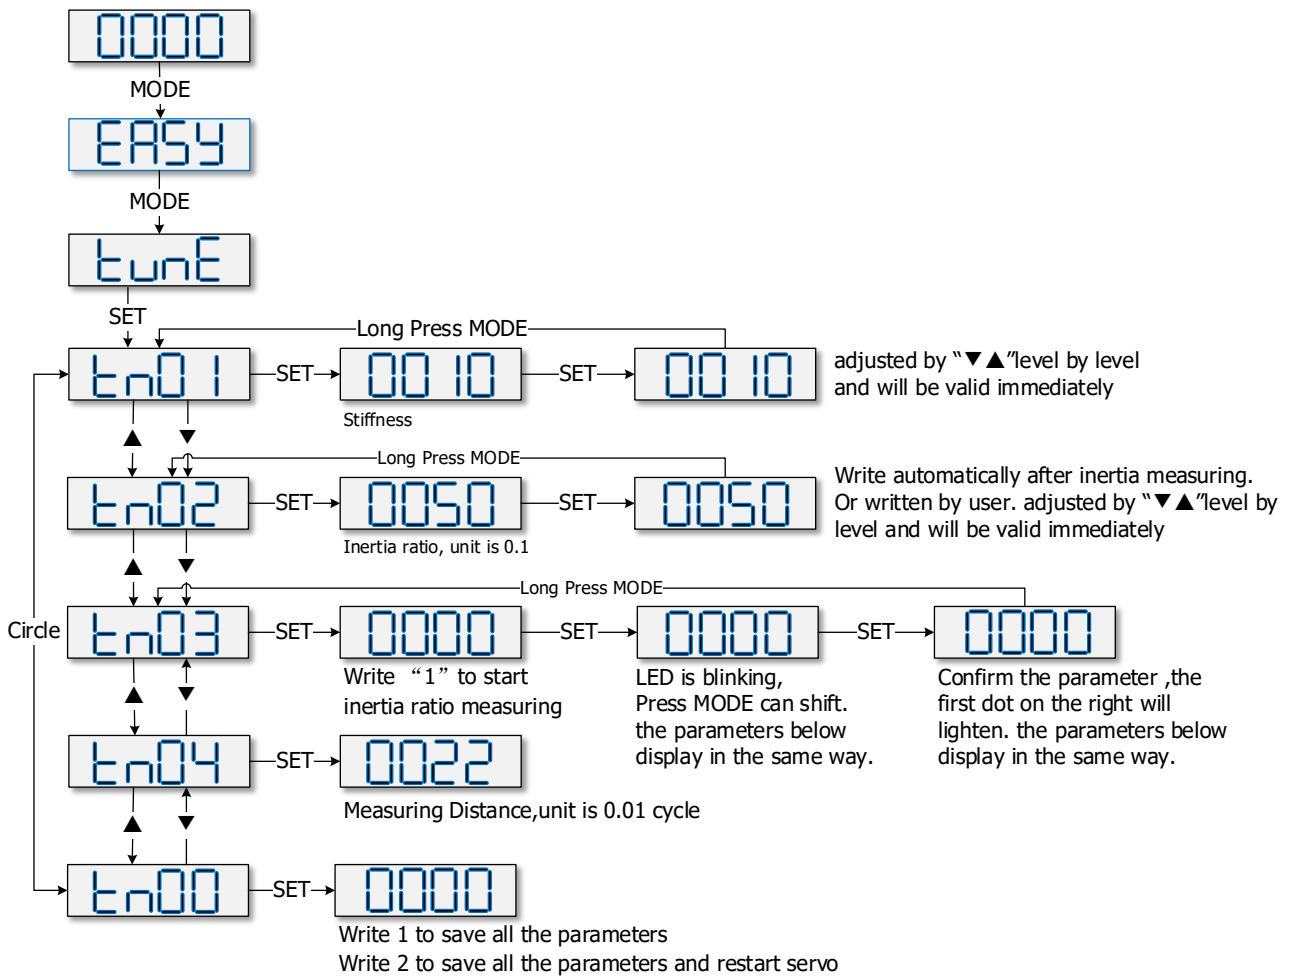 0000
MODE
EASY
MODE
tunE
SET
Long Press MODE
tn01
SET
0010
SET
0010
adjusted by “▼▲”level by level
and will be valid immediately
Stiffness
▲
▼
Long Press MODE
tn02
SET
0050
SET
0050
Write automatically after inertia measuring.
Or written by user. adjusted by “▼▲”level by
level and will be valid immediately
Inertia ratio, unit is 0.1
▲
▼
Long Press MODE
Circle
tn03
SET
0000
SET
0000
SET
0000
Write “1” to start
inertia ratio measuring
LED is blinking,
Press MODE can shift.
the parameters below
display in the same way.
Confirm the parameter ,the
first dot on the right will
lighten. the parameters below
display in the same way.
▲
▼
tn04
SET
0022
Measuring Distance,unit is 0.01 cycle
▲
▼
tn00
SET
0000
Write 1 to save all the parameters
Write 2 to save all the parameters and restart servo